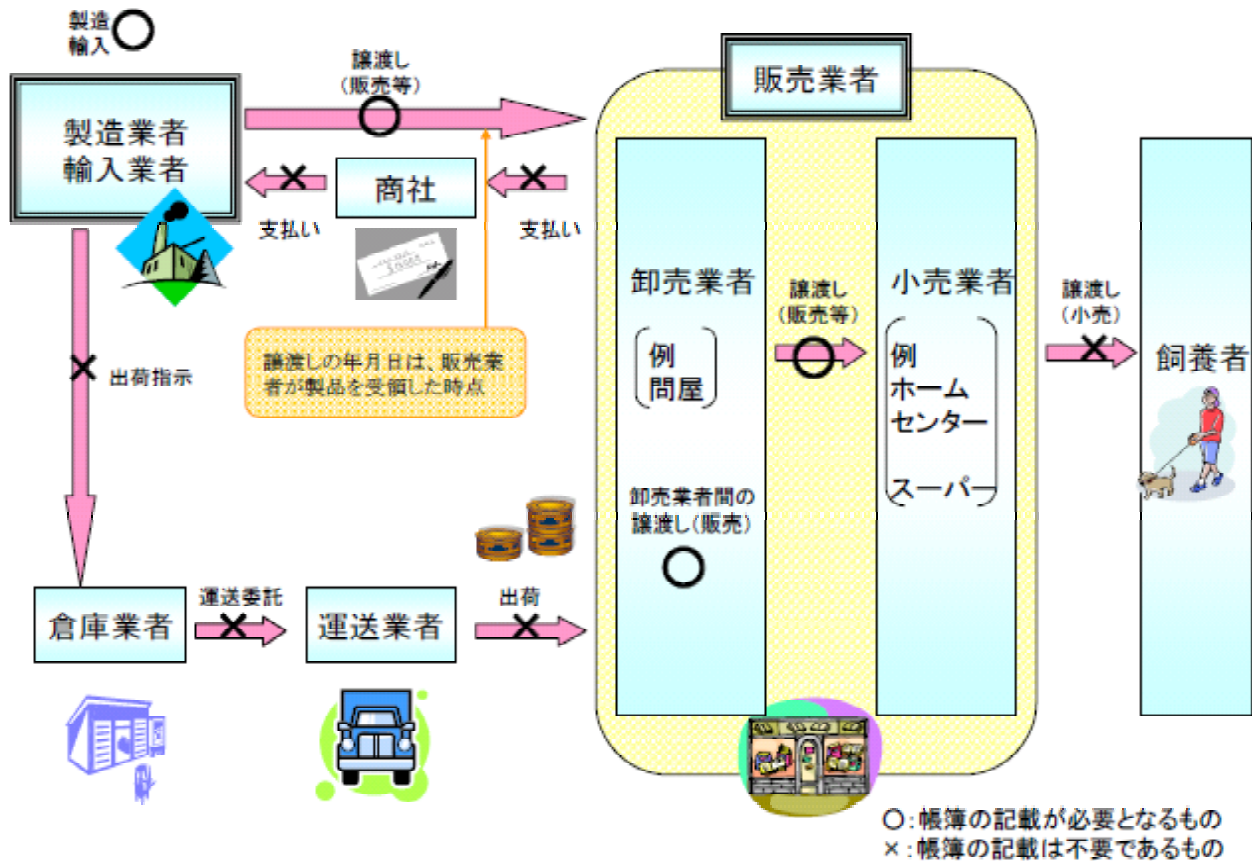 製造
輸入
譲渡し
(販売等)
販売業者
製造業者
輸入業者
商社
支払い
支払い
卸売業者
例
問屋
譲渡し
(販売等)
小売業者
例
ホーム
センター
スーパー
譲渡し
(小売)
飼養者
譲渡しの年月日は、販売業
者が製品を受領した時点
出荷指示
卸売業者間の
譲渡し(販売)
倉庫業者
運送委託
運送業者
出荷
○:帳簿の記載が必要となるもの
×:帳簿の記載は不要であるもの